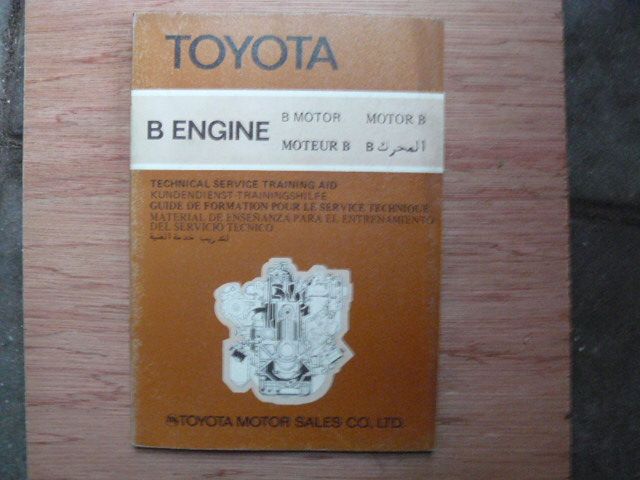 TOYOTA
B ENGINE
B MOTOR MOTOR B
MOTEUR B B المحرك
TECHNICAL SERVICE TRAINING AID
KUNDENDIENST-TRAININGSHILFE
GUIDE DE FORMATION POUR LE SERVICE TECHNIQUE
MATERIAL DE ENSEÑANZA PARA EL ENTRENAMIENTO
DEL SERVICIO TECNICO
TOYOTA MOTOR SALES CO., LTD.